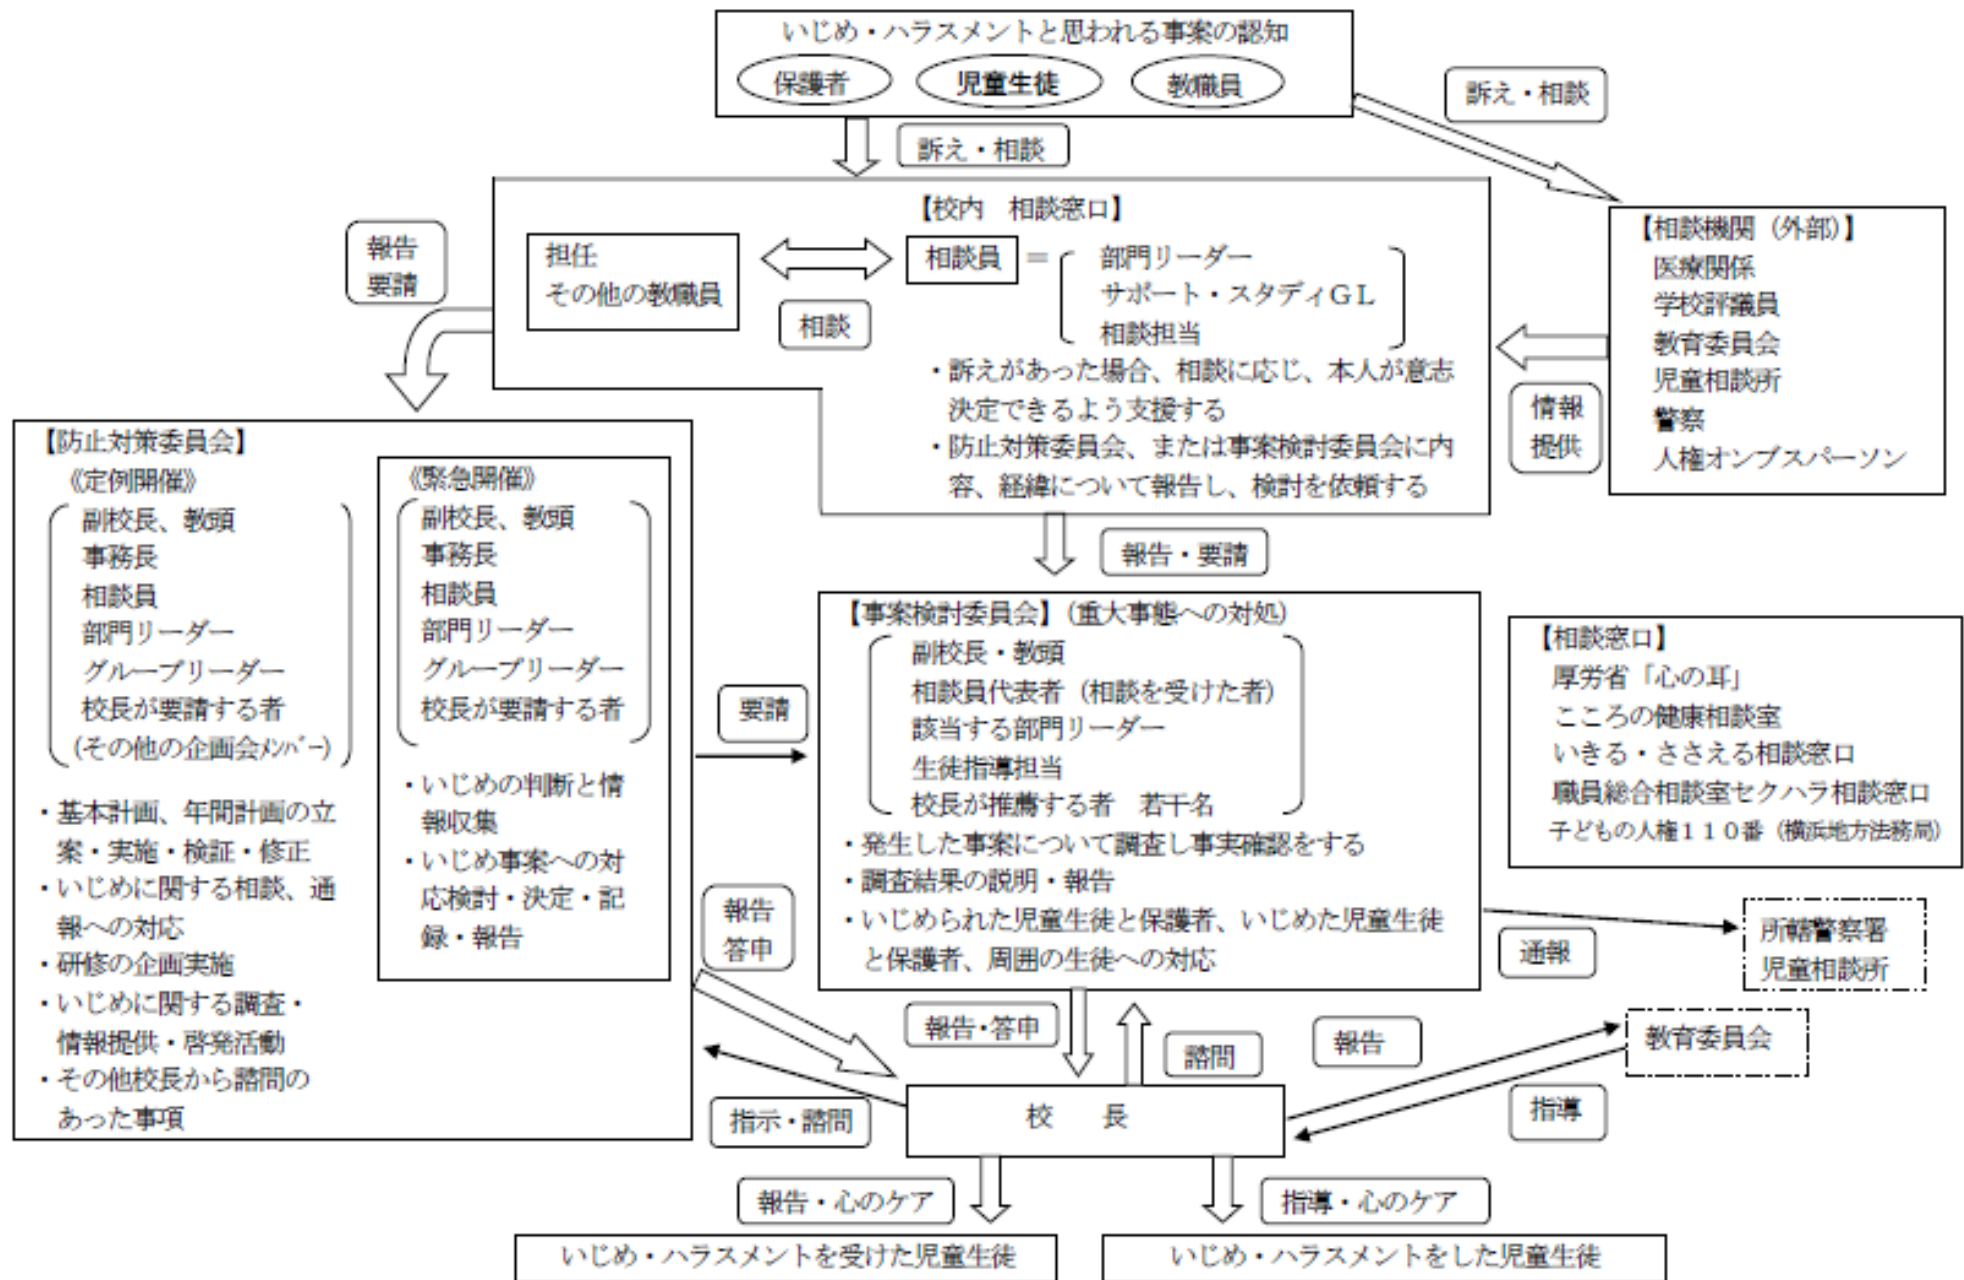 いじめ・ハラスメントと思われる事案の認知
保護者
児童生徒
教職員
訴え・相談
訴え・相談
【校内　相談窓口】
報告
要請
担任
その他の教職員
相談
相談員
＝
部門リーダー
サポート・スタディＧＬ
相談担当
・訴えがあった場合、相談に応じ、本人が意志
決定できるよう支援する
・防止対策委員会、または事案検討委員会に内
容、経緯について報告し、検討を依頼する
【相談機関（外部）】
医療関係
学校評議員
教育委員会
児童相談所
警察
人権オンブスパーソン
情報
提供
【防止対策委員会】
《定例開催》
副校長、教頭
事務長
相談員
部門リーダー
グループリーダー
校長が要請する者
（その他の企画会ﾒﾝﾊﾞｰ）
・基本計画、年間計画の立
案・実施・検証・修正
・いじめに関する相談、通
報への対応
・研修の企画実施
・いじめに関する調査・
情報提供・啓発活動
・その他校長から諮問の
あった事項
《緊急開催》
副校長、教頭
事務長
相談員
部門リーダー
グループリーダー
校長が要請する者
・いじめの判断と情
報収集
・いじめ事案への対
応検討・決定・記
録・報告
報告・要請
要請
【事案検討委員会】（重大事態への対処）
副校長・教頭
相談員代表者（相談を受けた者）
該当する部門リーダー
生徒指導担当
校長が推薦する者　若干名
・発生した事案について調査し事実確認をする
・調査結果の説明・報告
・いじめられた児童生徒と保護者、いじめた児童生徒
と保護者、周囲の生徒への対応
【相談窓口】
厚労省「心の耳」
こころの健康相談室
いきる・ささえる相談窓口
職員総合相談室セクハラ相談窓口
子どもの人権１１０番（横浜地方法務局）
報告
答申
通報
所轄警察署
児童相談所
報告・答申
諮問
報告
教育委員会
指示・諮問
校　長
指導
報告・心のケア
指導・心のケア
いじめ・ハラスメントを受けた児童生徒
いじめ・ハラスメントをした児童生徒